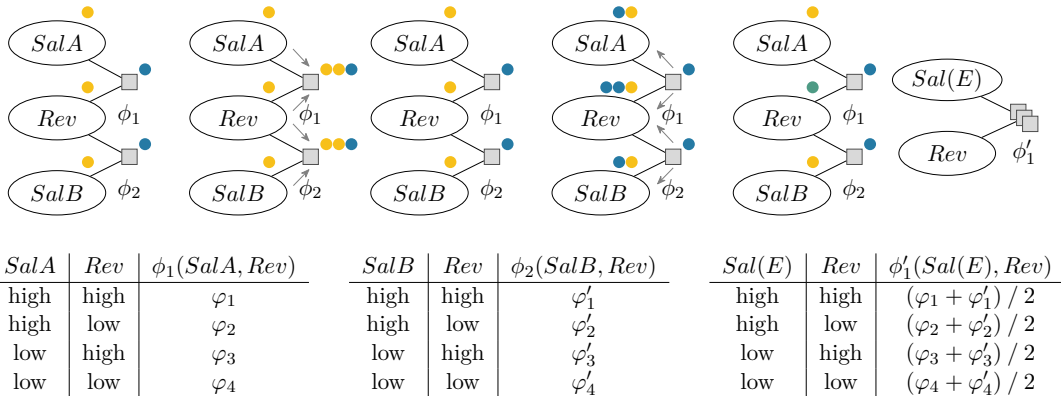 SalA SalA SalA SalA SalA
Sal(E)
ϕ₁ ϕ₁ ϕ₁ ϕ₁ ϕ₁
Rev Rev Rev Rev Rev
Rev ϕ′₁
SalB SalB SalB SalB SalB
ϕ₂ ϕ₂ ϕ₂ ϕ₂ ϕ₂
SalA Rev ϕ₁(SalA, Rev)
high high φ₁
high low φ₂
low high φ₃
low low φ₄
SalB Rev ϕ₂(SalB, Rev)
high high φ′₁
high low φ′₂
low high φ′₃
low low φ′₄
Sal(E) Rev ϕ′₁(Sal(E), Rev)
high high (φ₁ + φ′₁) / 2
high low (φ₂ + φ′₂) / 2
low high (φ₃ + φ′₃) / 2
low low (φ₄ + φ′₄) / 2